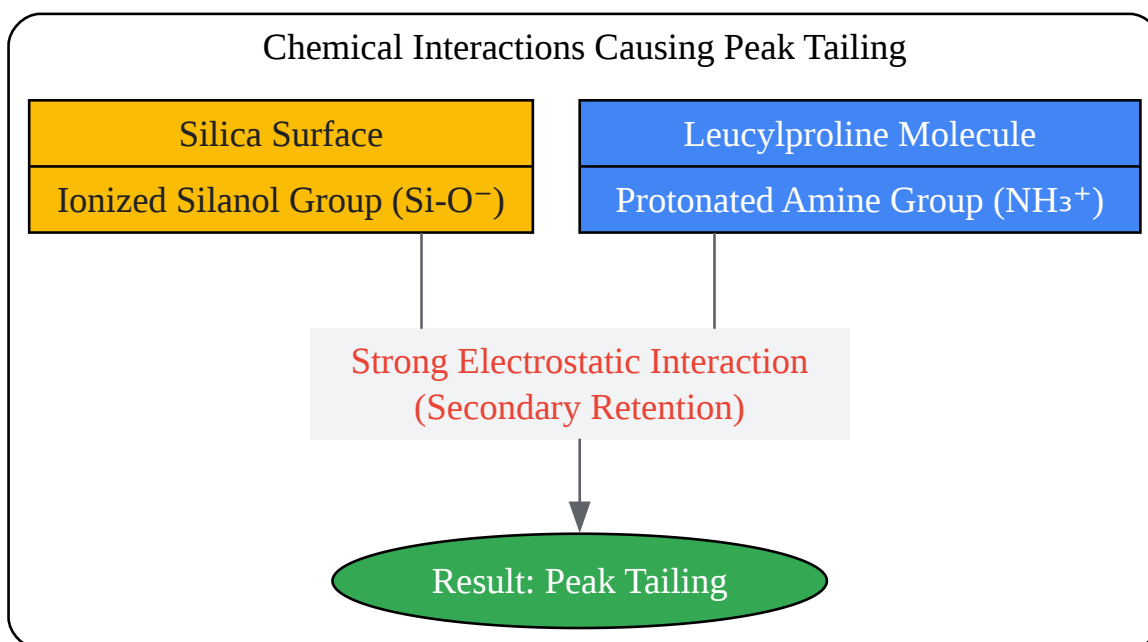 Chemical Interactions Causing Peak Tailing
Silica Surface
Ionized Silanol Group (Si-O⁻)
Leucylproline Molecule
Protonated Amine Group (NH₃⁺)
Strong Electrostatic Interaction
(Secondary Retention)
Result: Peak Tailing